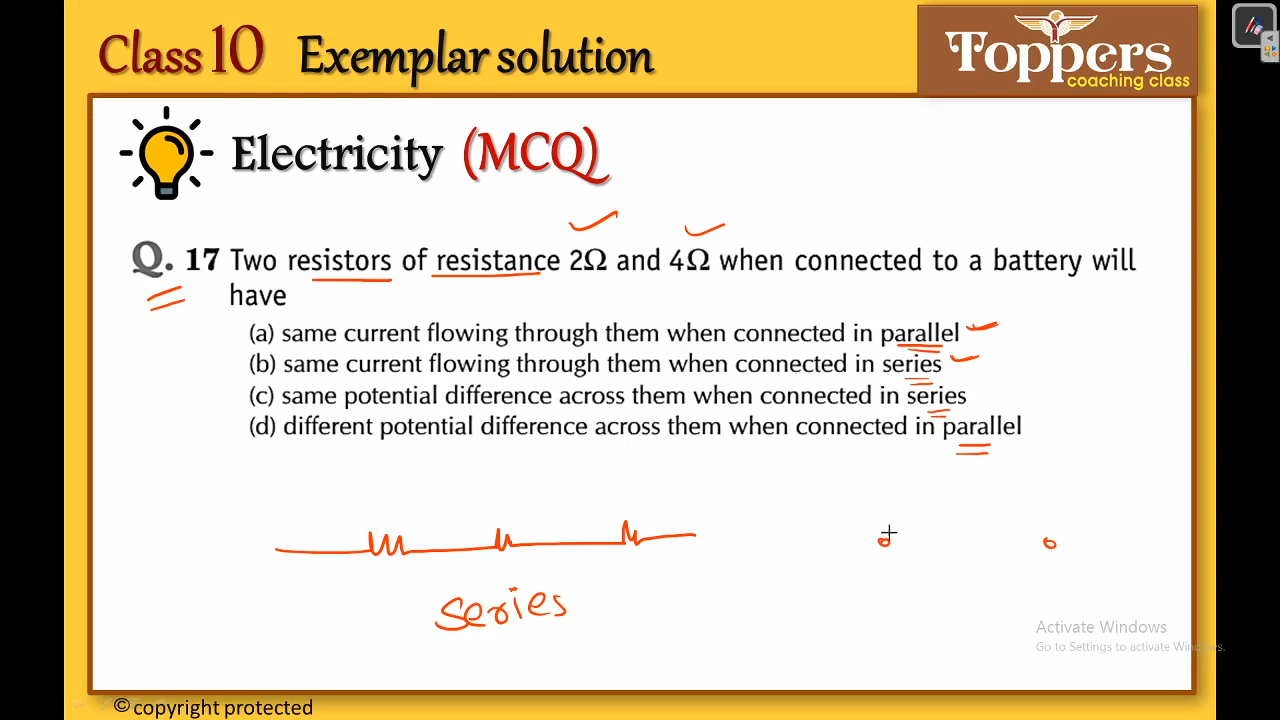 Class 10 Exemplar solution
Toppers
coaching class
Electricity (MCQ)
Q. 17 Two resistors of resistance 2Ω and 4Ω when connected to a battery will
have
(a) same current flowing through them when connected in parallel
(b) same current flowing through them when connected in series
(c) same potential difference across them when connected in series
(d) different potential difference across them when connected in parallel
Series
Activate Windows
Go to Settings to activate Windows.
© copyright protected